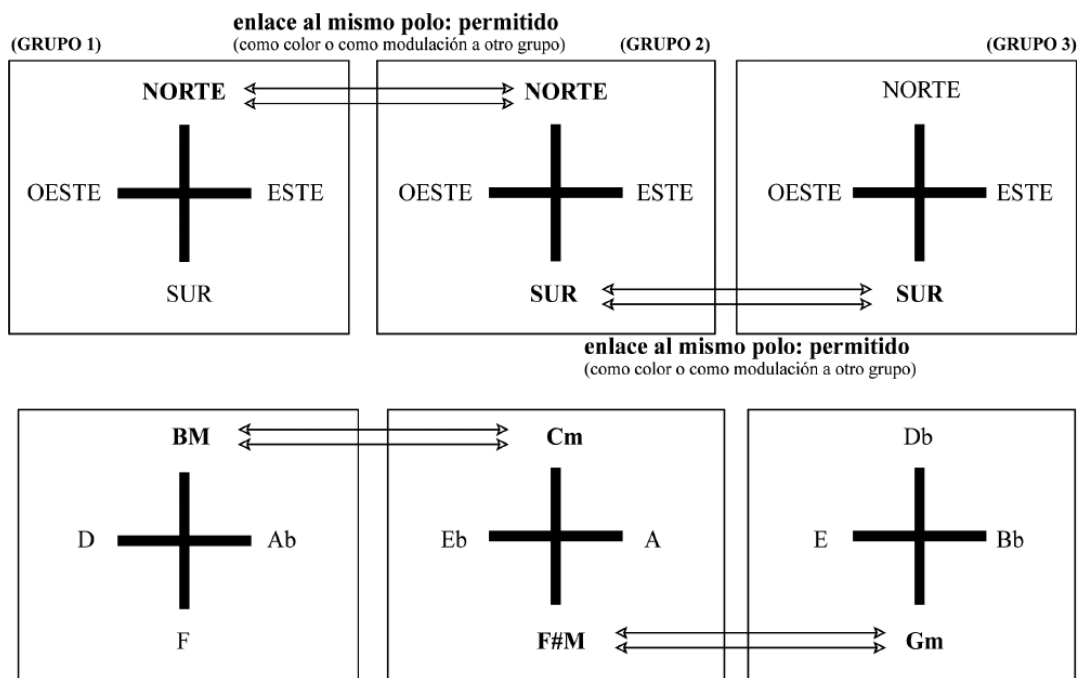 enlace al mismo polo: permitido
(GRUPO 1) (como color o como modulación a otro grupo) (GRUPO 2) (GRUPO 3)
NORTE NORTE NORTE
OESTE ESTE OESTE ESTE OESTE ESTE
SUR SUR SUR
enlace al mismo polo: permitido
(como color o como modulación a otro grupo)
BM Cm Db
D Ab Eb A E Bb
F F#M Gm